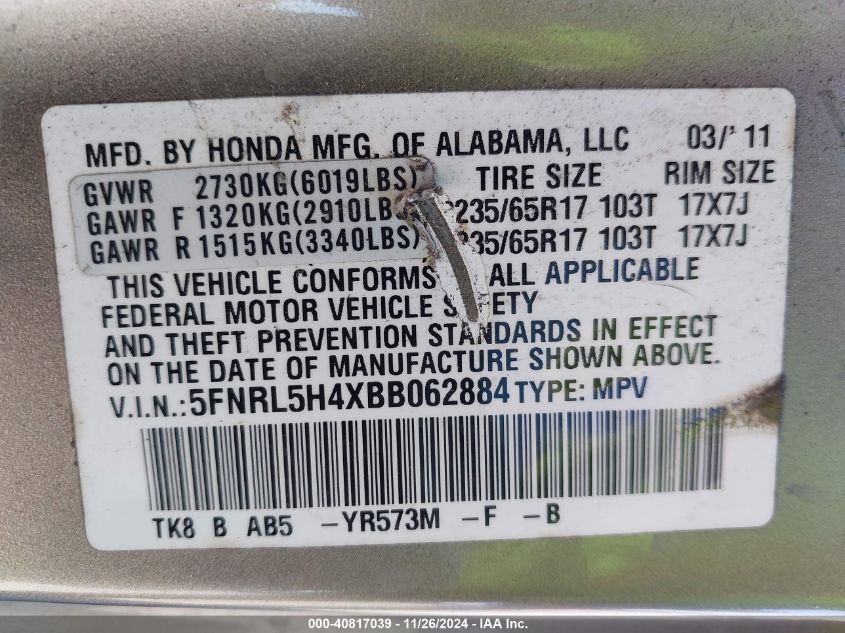 MFD. BY HONDA MFG. OF ALABAMA, LLC 03/ 11
GVWR 2730KG(6019LBS) TIRE SIZE RIM SIZE
GAWR F 1320KG(2910LB 235/65R17 103T 17X7J
GAWR R 1515KG(3340LBS) 235/65R17 103T 17X7J
THIS VEHICLE CONFORMS ALL APPLICABLE
FEDERAL MOTOR VEHICLE S ETY
AND THEFT PREVENTION STANDARDS IN EFFECT
ON THE DATE OF MANUFACTURE SHOWN ABOVE.
V.I.N.: 5FNRL5H4XBB062884 TYPE: MPV
TK8 B AB5 -YR573M -F -B
000-40817039 - 11/26/2024 - IAA Inc.